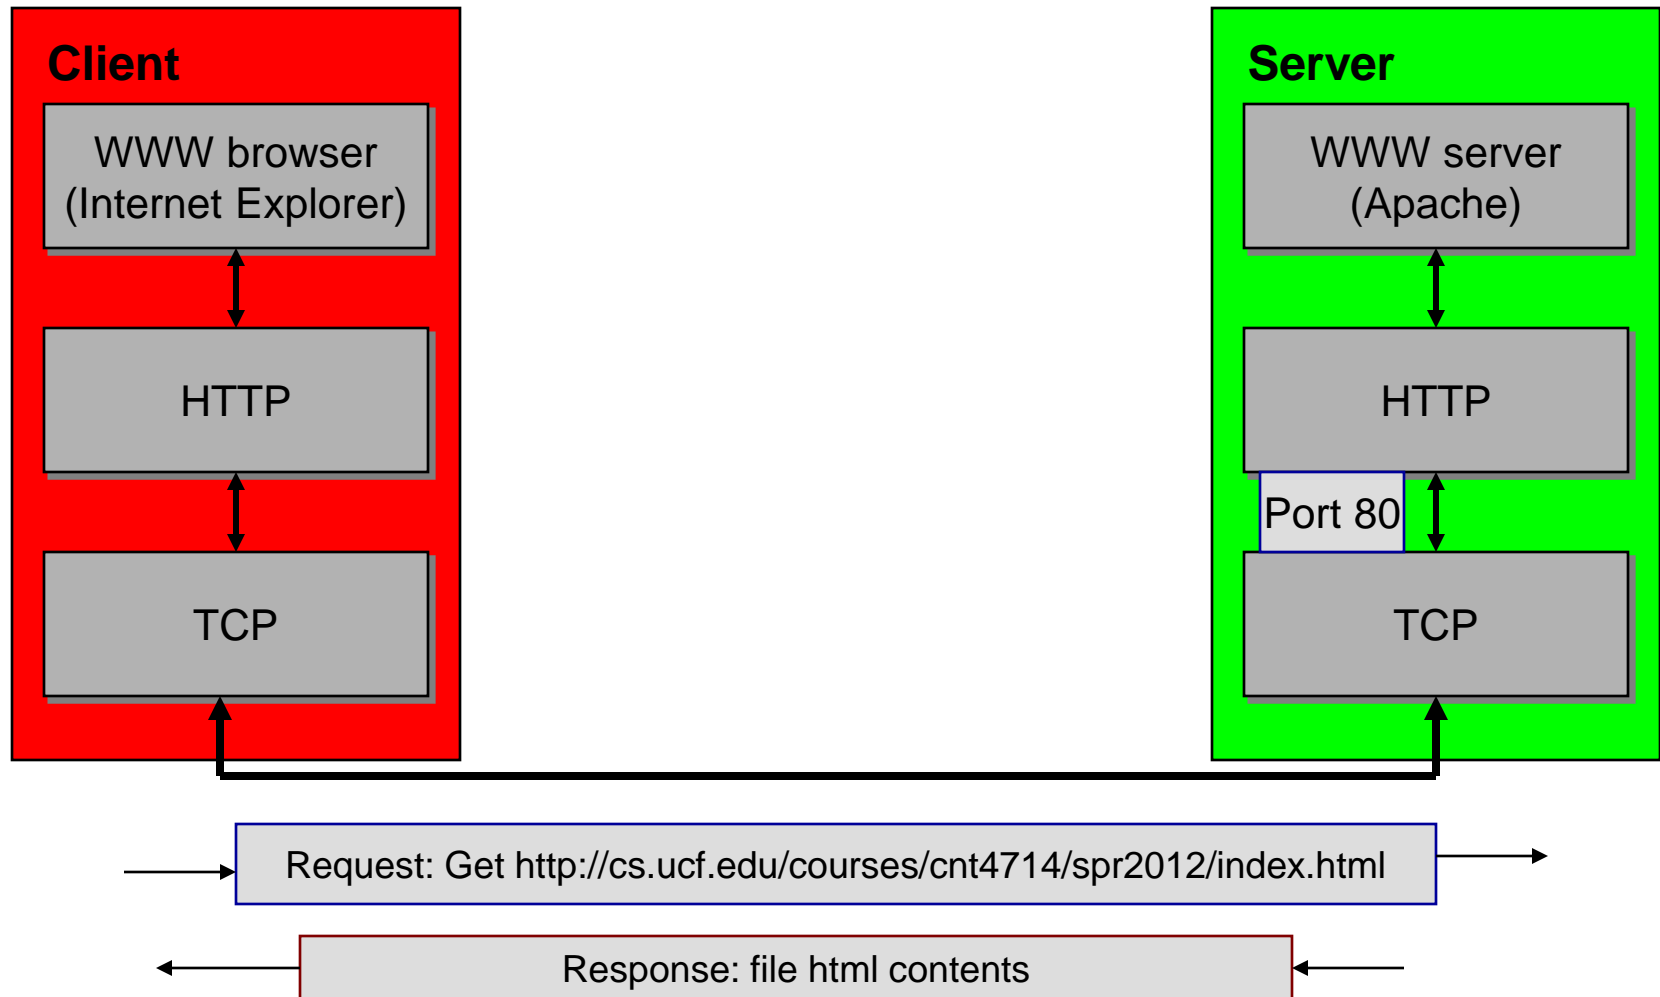 Client
WWW browser
(Internet Explorer)
HTTP
TCP
Server
WWW server
(Apache)
HTTP
Port 80
TCP
Request: Get http://cs.ucf.edu/courses/cnt4714/spr2012/index.html
Response: file html contents